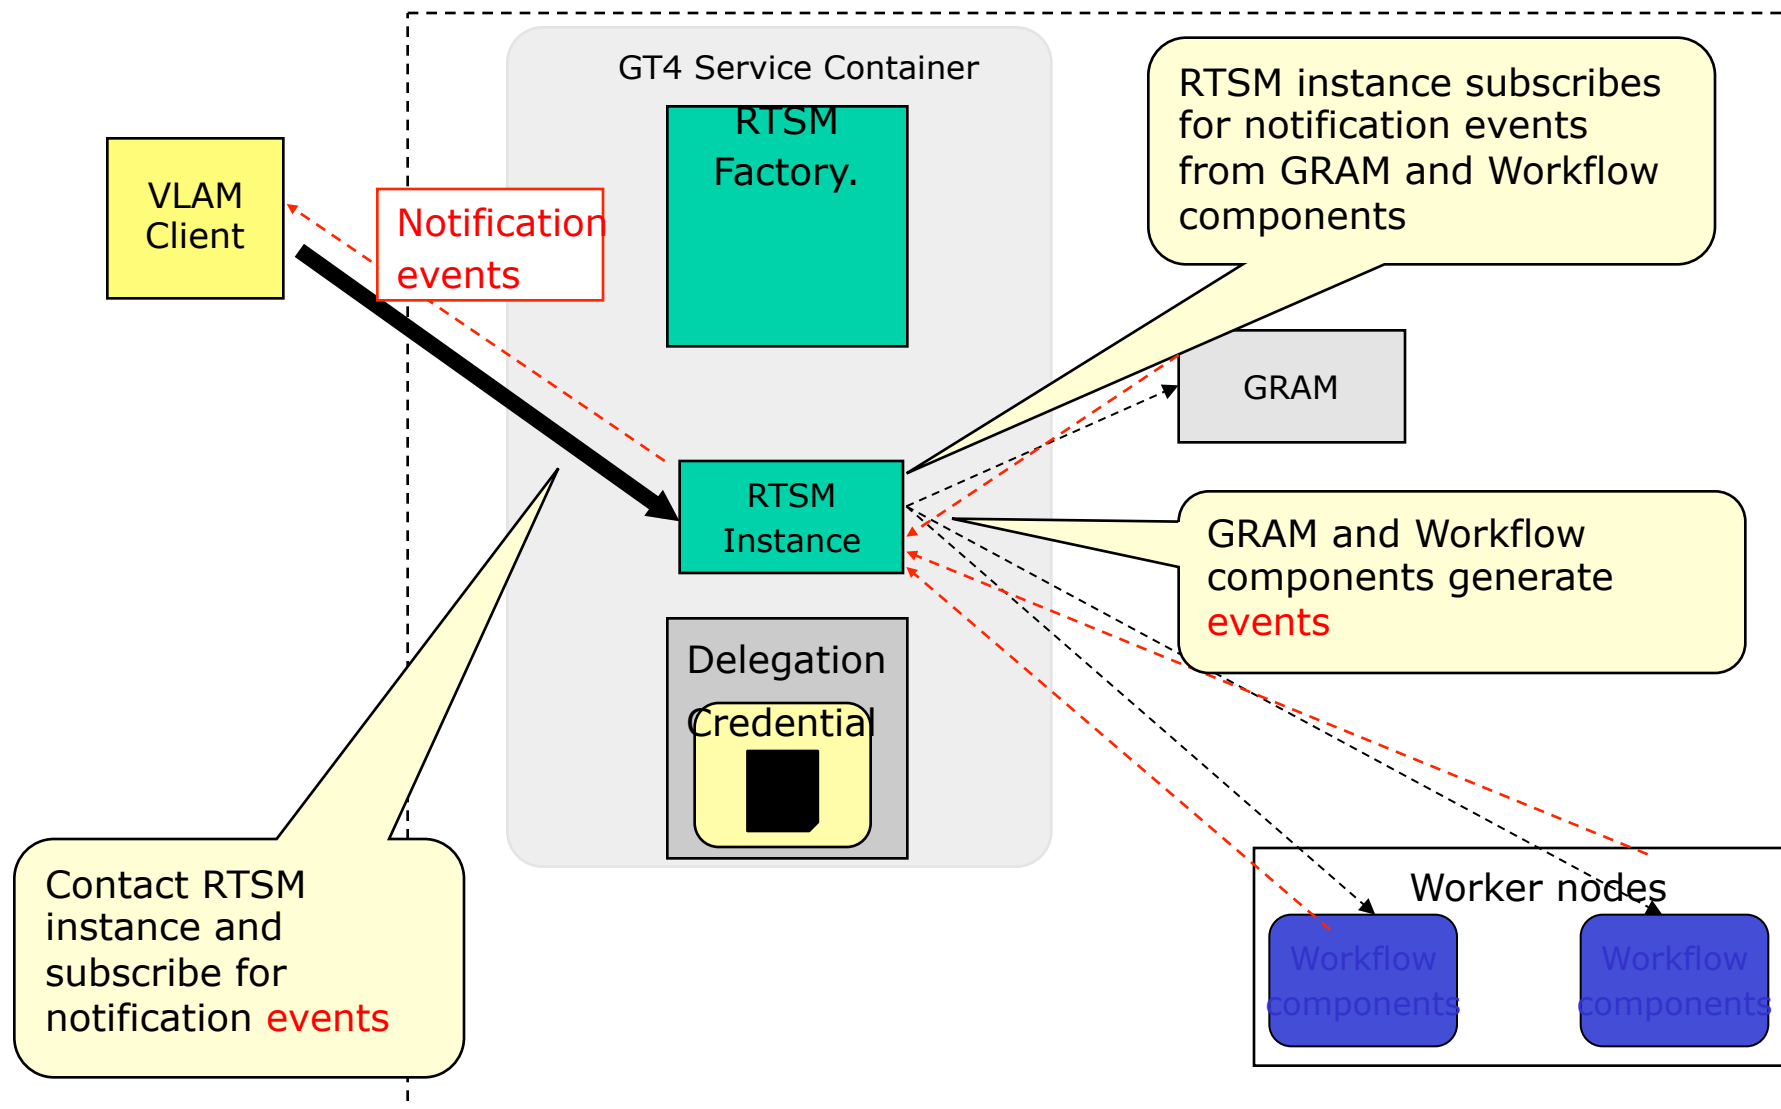 GT4 Service Container
RTSM
Factory.
VLAM
Client
Notification
events
RTSM instance subscribes
for notification events
from GRAM and Workflow
components
GRAM
RTSM
Instance
GRAM and Workflow
components generate
events
Delegation
Credential
Contact RTSM
instance and
subscribe for
notification events
Worker nodes
Workflow
components
Workflow
components